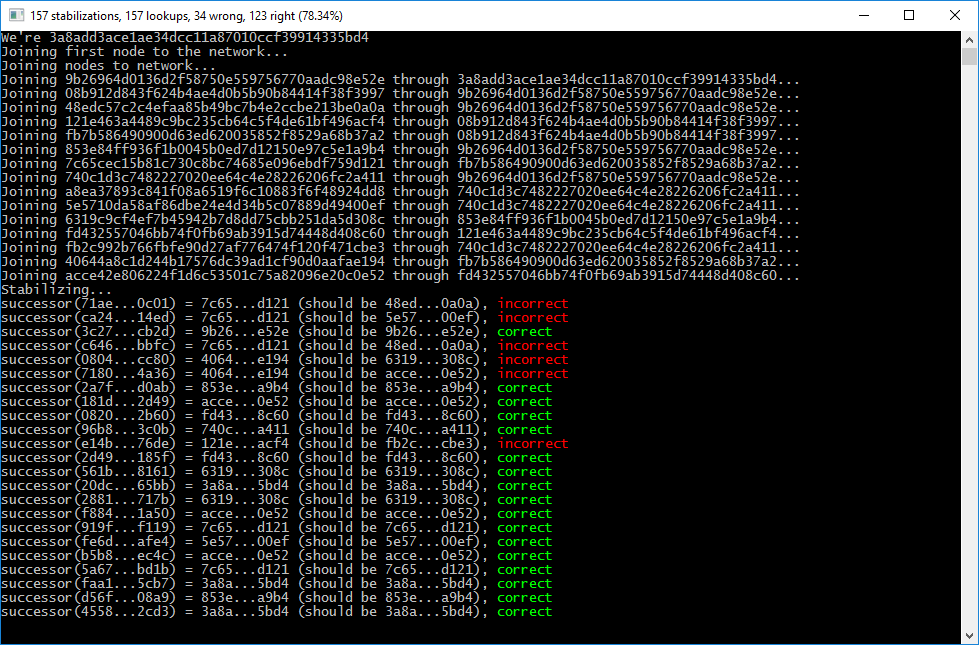 157 stabilizations, 157 lookups, 34 wrong, 123 right (78.34%)
We're 3a8add3ace1ae34dcc11a87010ccf39914335bd4
Joining first node to the network...
Joining nodes to network...
Joining 9b26964d0136d2f58750e559756770aadc98e52e through 3a8add3ace1ae34dcc11a87010ccf39914335bd4...
Joining 08b912d843f624b4ae4d0b5b90b84414f38f3997 through 9b26964d0136d2f58750e559756770aadc98e52e...
Joining 48edc57c2c4efaa85b49bc7b4e2ccbe213be0a0a through 9b26964d0136d2f58750e559756770aadc98e52e...
Joining 121e463a4489c9bc235cb64c5f4de61bf496acf4 through 08b912d843f624b4ae4d0b5b90b84414f38f3997...
Joining fb7b586490900d63ed620035852f8529a68b37a2 through 08b912d843f624b4ae4d0b5b90b84414f38f3997...
Joining 853e84ff936f1b0045b0ed7d12150e97c5e1a9b4 through 9b26964d0136d2f58750e559756770aadc98e52e...
Joining 7c65cec15b81c730c8bc74685e096ebdf759d121 through fb7b586490900d63ed620035852f8529a68b37a2...
Joining 740c1d3c7482227020ee64c4e28226206fc2a411 through 9b26964d0136d2f58750e559756770aadc98e52e...
Joining a8ea37893c841f08a6519f6c10883f6f48924dd8 through 740c1d3c7482227020ee64c4e28226206fc2a411...
Joining 5e5710da58af86dbe24e4d34b5c07889d49400ef through 740c1d3c7482227020ee64c4e28226206fc2a411...
Joining 6319c9cf4ef7b45942b7d8dd75cbb251da5d308c through 853e84ff936f1b0045b0ed7d12150e97c5e1a9b4...
Joining fd432557046bb74f0fb69ab3915d74448d408c60 through 121e463a4489c9bc235cb64c5f4de61bf496acf4...
Joining fb2c992b766fbfe90d27af776474f120f471cbe3 through 740c1d3c7482227020ee64c4e28226206fc2a411...
Joining 40644a8c1d244b17576dc39ad1cf90d0aafae194 through fb7b586490900d63ed620035852f8529a68b37a2...
Joining acce42e806224f1d6c53501c75a82096e20c0e52 through fd432557046bb74f0fb69ab3915d74448d408c60...
Stabilizing...
successor(71ae...0c01) = 7c65...d121 (should be 48ed...0a0a), incorrect
successor(ca24...14ed) = 7c65...d121 (should be 5e57...00ef), incorrect
successor(3c27...cb2d) = 9b26...e52e (should be 9b26...e52e), correct
successor(c646...bbfc) = 7c65...d121 (should be 48ed...0a0a), incorrect
successor(0804...cc80) = 4064...e194 (should be 6319...308c), incorrect
successor(7180...4a36) = 4064...e194 (should be acce...0e52), incorrect
successor(2a7f...d0ab) = 853e...a9b4 (should be 853e...a9b4), correct
successor(181d...2d49) = acce...0e52 (should be acce...0e52), correct
successor(0820...2b60) = fd43...8c60 (should be fd43...8c60), correct
successor(96b8...3c0b) = 740c...a411 (should be 740c...a411), correct
successor(e14b...76de) = 121e...acf4 (should be fb2c...cbe3), incorrect
successor(2d49...185f) = fd43...8c60 (should be fd43...8c60), correct
successor(561b...8161) = 6319...308c (should be 6319...308c), correct
successor(20dc...65bb) = 3a8a...5bd4 (should be 3a8a...5bd4), correct
successor(2881...717b) = 6319...308c (should be 6319...308c), correct
successor(f884...1a50) = acce...0e52 (should be acce...0e52), correct
successor(919f...f119) = 7c65...d121 (should be 7c65...d121), correct
successor(fe6d...afe4) = 5e57...00ef (should be 5e57...00ef), correct
successor(b5b8...ec4c) = acce...0e52 (should be acce...0e52), correct
successor(5a67...bd1b) = 7c65...d121 (should be 7c65...d121), correct
successor(faa1...5cb7) = 3a8a...5bd4 (should be 3a8a...5bd4), correct
successor(d56f...08a9) = 853e...a9b4 (should be 853e...a9b4), correct
successor(4558...2cd3) = 3a8a...5bd4 (should be 3a8a...5bd4), correct